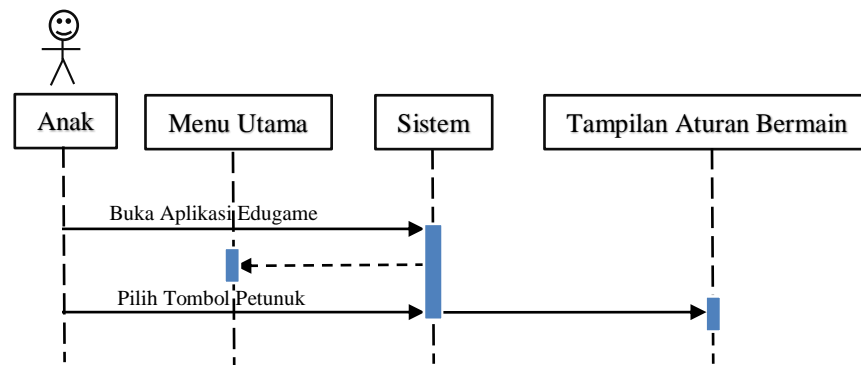 Anak
Menu Utama
Sistem
Tampilan Aturan Bermain
Buka Aplikasi Edugame
Pilih Tombol Petunuk